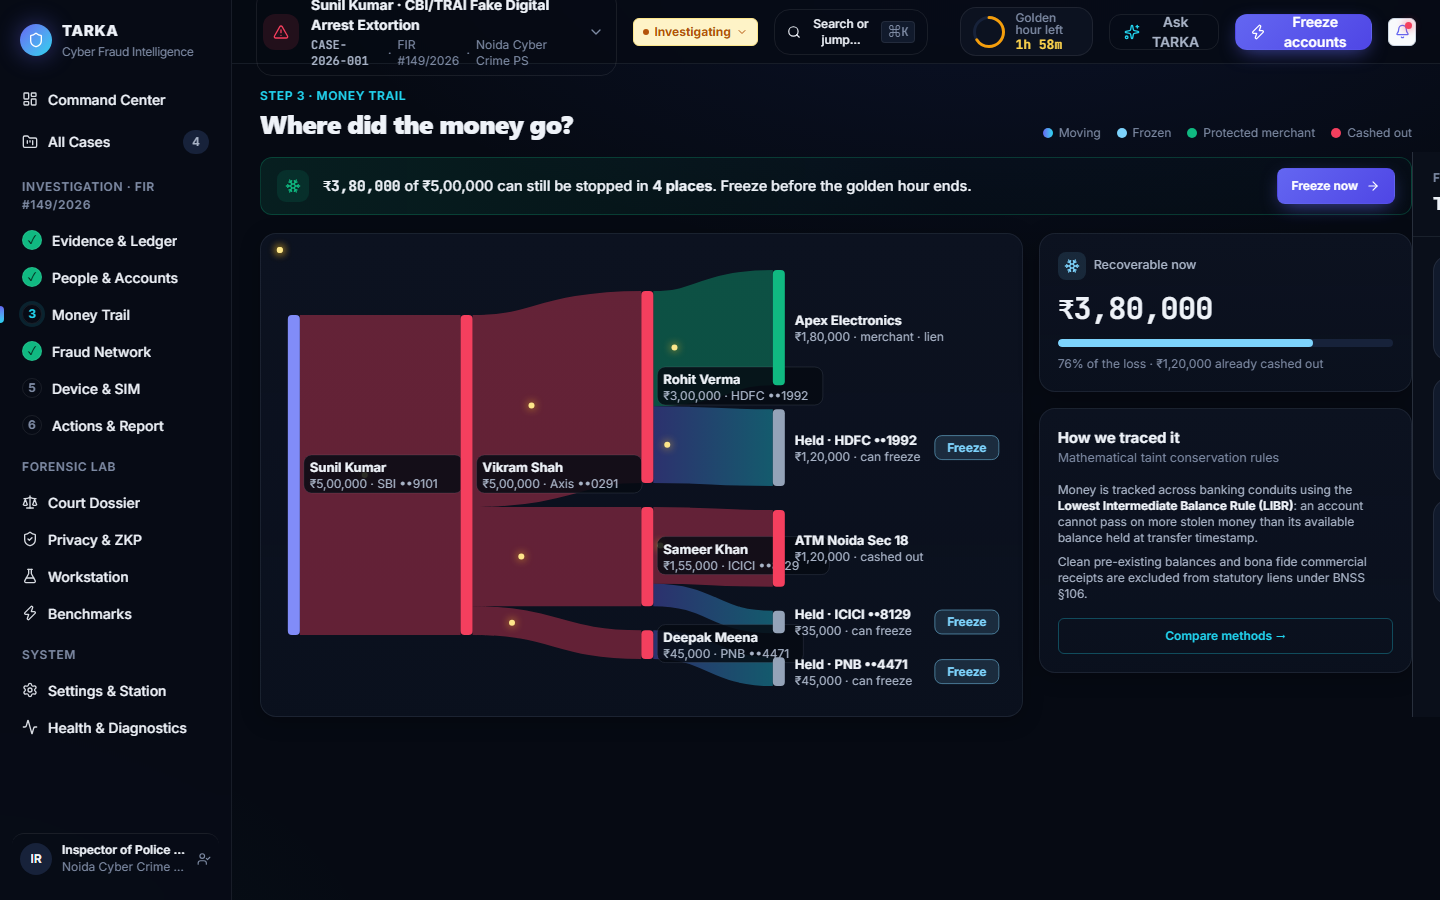 TARKA
Cyber Fraud Intelligence
Command Center
All Cases
4
INVESTIGATION · FIR
#149/2026
Evidence & Ledger
People & Accounts
3
Money Trail
Fraud Network
5
Device & SIM
6
Actions & Report
FORENSIC LAB
Court Dossier
Privacy & ZKP
Workstation
Benchmarks
SYSTEM
Settings & Station
Health & Diagnostics
IR
Inspector of Police ...
Noida Cyber Crime ...
Sunil Kumar · CBI/TRAI Fake Digital
Arrest Extortion
CASE-
2026-001
·
FIR
#149/2026
·
Noida Cyber
Crime PS
Investigating
Search or
jump...
⌘K
Golden
hour left
1h 58m
Ask
TARKA
Freeze
accounts
STEP 3 · MONEY TRAIL
Where did the money go?
Moving
Frozen
Protected merchant
Cashed out
₹3,80,000 of ₹5,00,000 can still be stopped in 4 places. Freeze before the golden hour ends.
Freeze now →
Sunil Kumar
₹5,00,000 · SBI ••9101
Vikram Shah
₹5,00,000 · Axis ••0291
Rohit Verma
₹3,00,000 · HDFC ••1992
Sameer Khan
₹1,55,000 · ICICI
Deepak Meena
₹45,000 · PNB ••4471
Apex Electronics
₹1,80,000 · merchant · lien
Held · HDFC ••1992
₹1,20,000 · can freeze
Freeze
ATM Noida Sec 18
₹1,20,000 · cashed out
Held · ICICI ••8129
₹35,000 · can freeze
Freeze
Held · PNB ••4471
₹45,000 · can freeze
Freeze
Recoverable now
₹3,80,000
76% of the loss · ₹1,20,000 already cashed out
How we traced it
Mathematical taint conservation rules
Money is tracked across banking conduits using the
Lowest Intermediate Balance Rule (LIBR): an account
cannot pass on more stolen money than its available
balance held at transfer timestamp.
Clean pre-existing balances and bona fide commercial
receipts are excluded from statutory liens under BNSS
§106.
Compare methods →